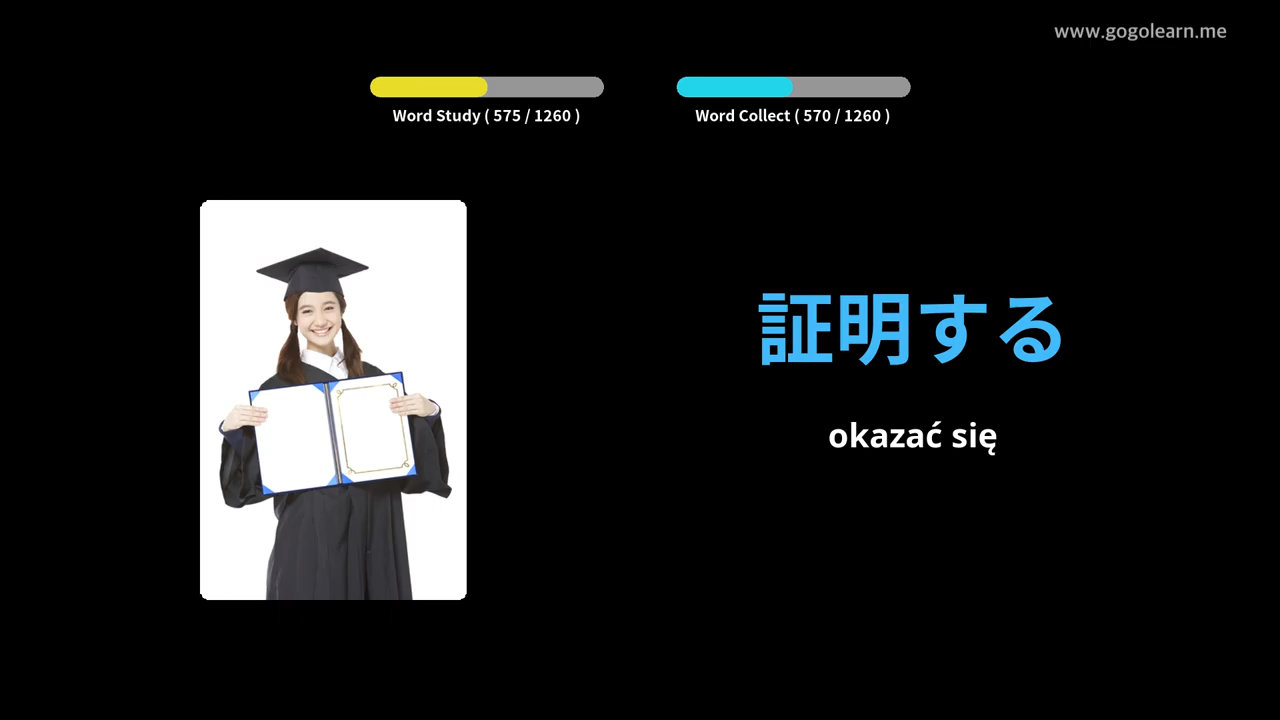 www.gogolearn.me
Word Study ( 575 / 1260 )
Word Collect ( 570 / 1260 )
証明する
okazać się